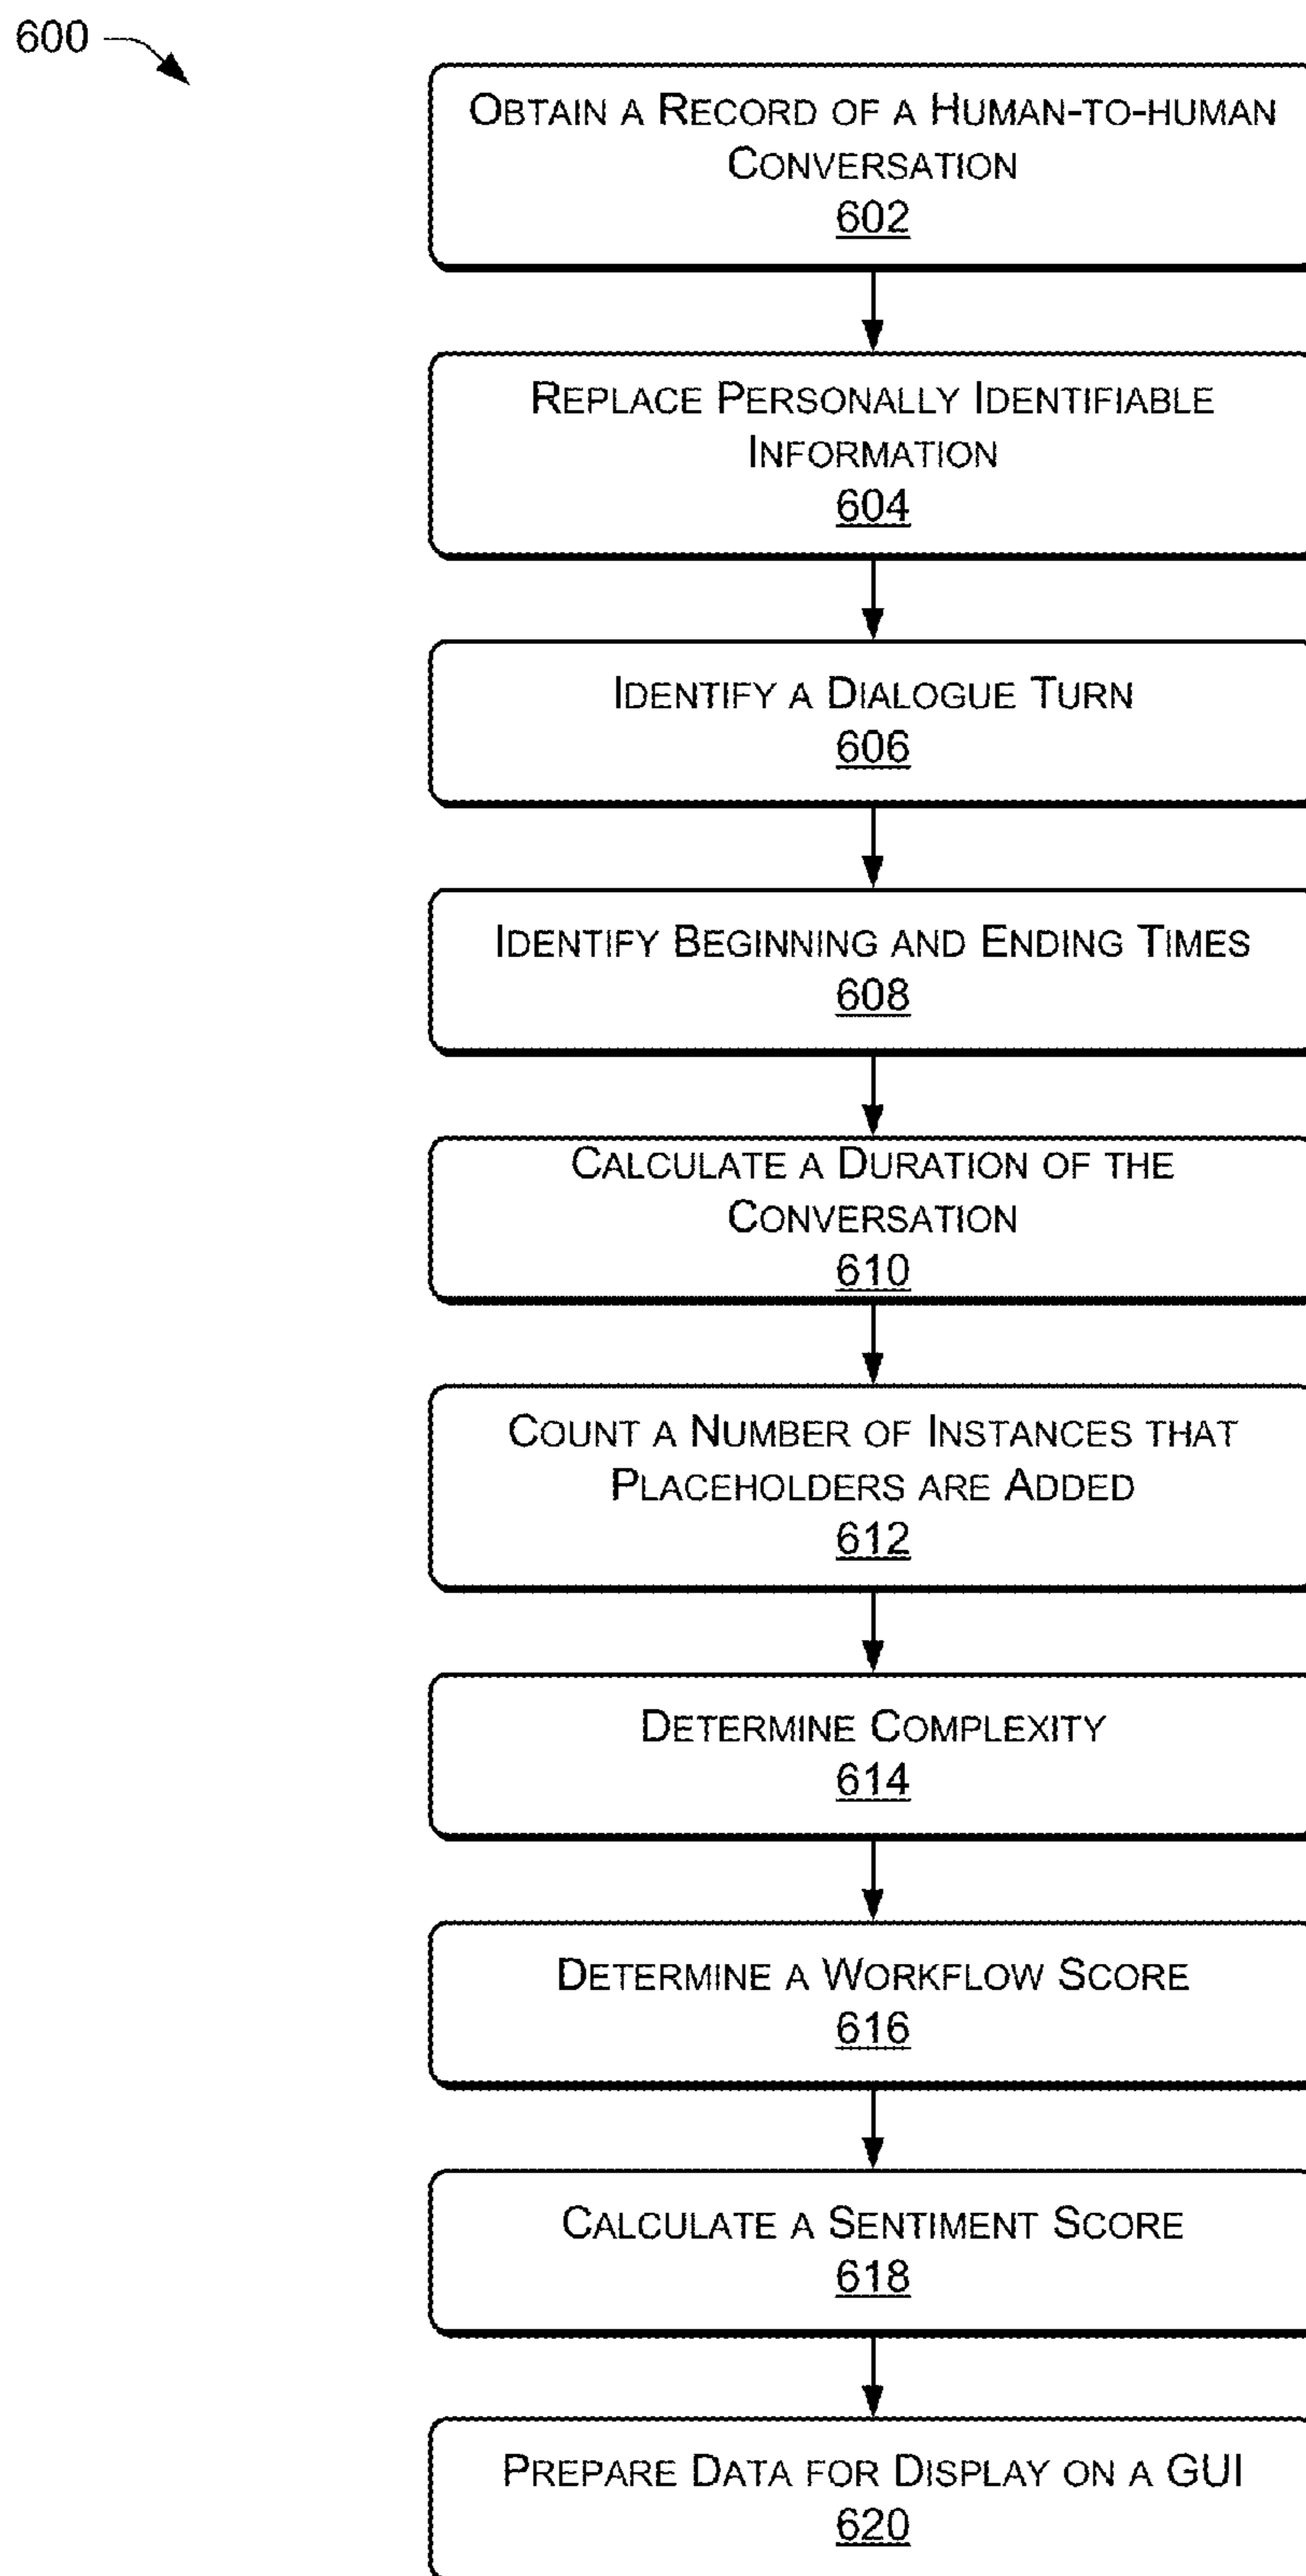 600
OBTAIN A RECORD OF A HUMAN-TO-HUMAN
CONVERSATION
602
REPLACE PERSONALLY IDENTIFIABLE
INFORMATION
604
IDENTIFY A DIALOGUE TURN
606
IDENTIFY BEGINNING AND ENDING TIMES
608
CALCULATE A DURATION OF THE
CONVERSATION
610
COUNT A NUMBER OF INSTANCES THAT
PLACEHOLDERS ARE ADDED
612
DETERMINE COMPLEXITY
614
DETERMINE A WORKFLOW SCORE
616
CALCULATE A SENTIMENT SCORE
618
PREPARE DATA FOR DISPLAY ON A GUI
620